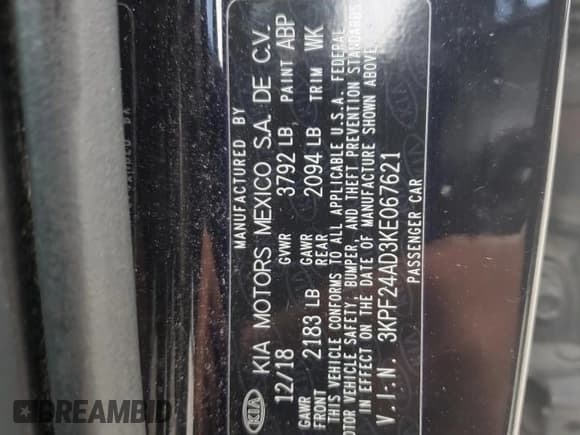 MANUFACTURED BY
KIA KIA MOTORS MEXICO S.A. DE C.V.
12/18 GVWR 3792 LB PAINT ABP
GAWR FRONT 2183 LB GAWR REAR 2094 LB TRIM WK
THIS VEHICLE CONFORMS TO ALL APPLICABLE U.S.A. FEDERAL
MOTOR VEHICLE SAFETY, BUMPER, AND THEFT PREVENTION STANDARDS
IN EFFECT ON THE DATE OF MANUFACTURE SHOWN ABOVE.
V.I.N. 3KPF24AD3KE067621
PASSENGER CAR
BREAMBID